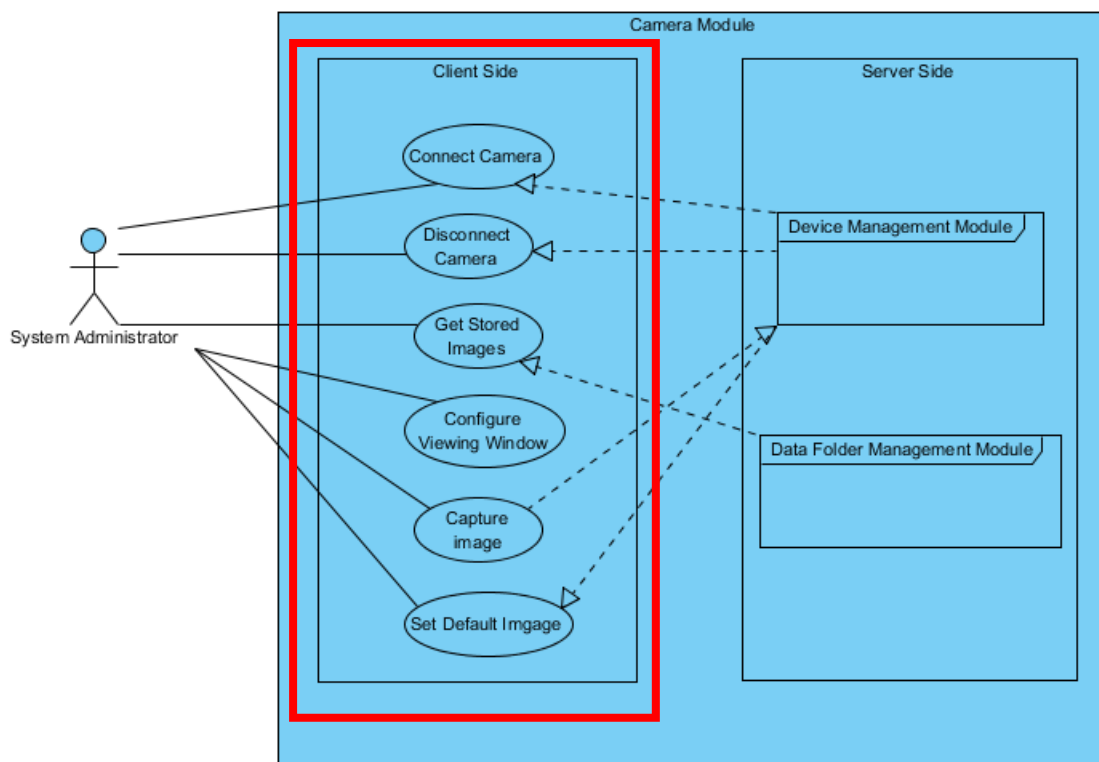 Camera Module
Client Side
Server Side
Connect Camera
Disconnect
Camera
Device Management Module
System Administrator
Get Stored
Images
Configure
Viewing Window
Data Folder Management Module
Capture
image
Set Default Imgage